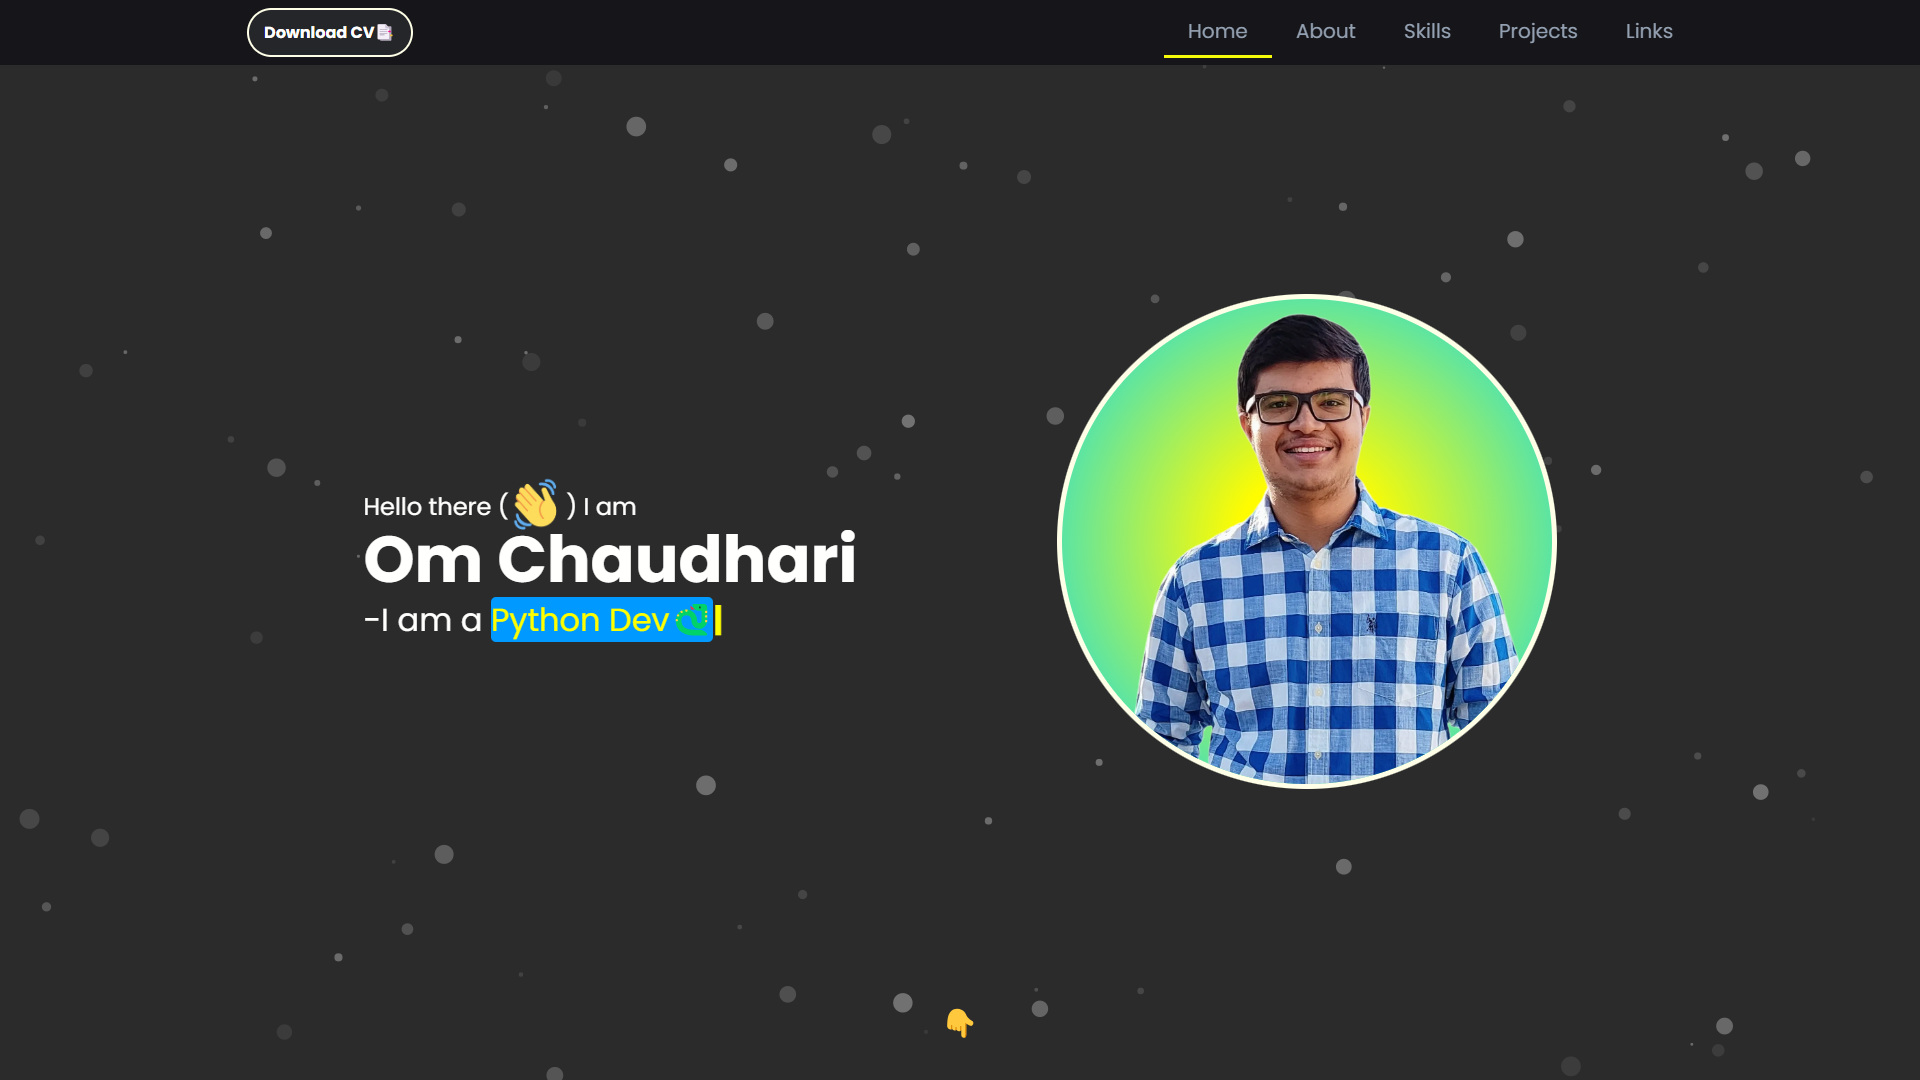 Download CV📑
Home About Skills Projects Links
Hello there (👋) I am
Om Chaudhari
-I am a Python Dev🐍